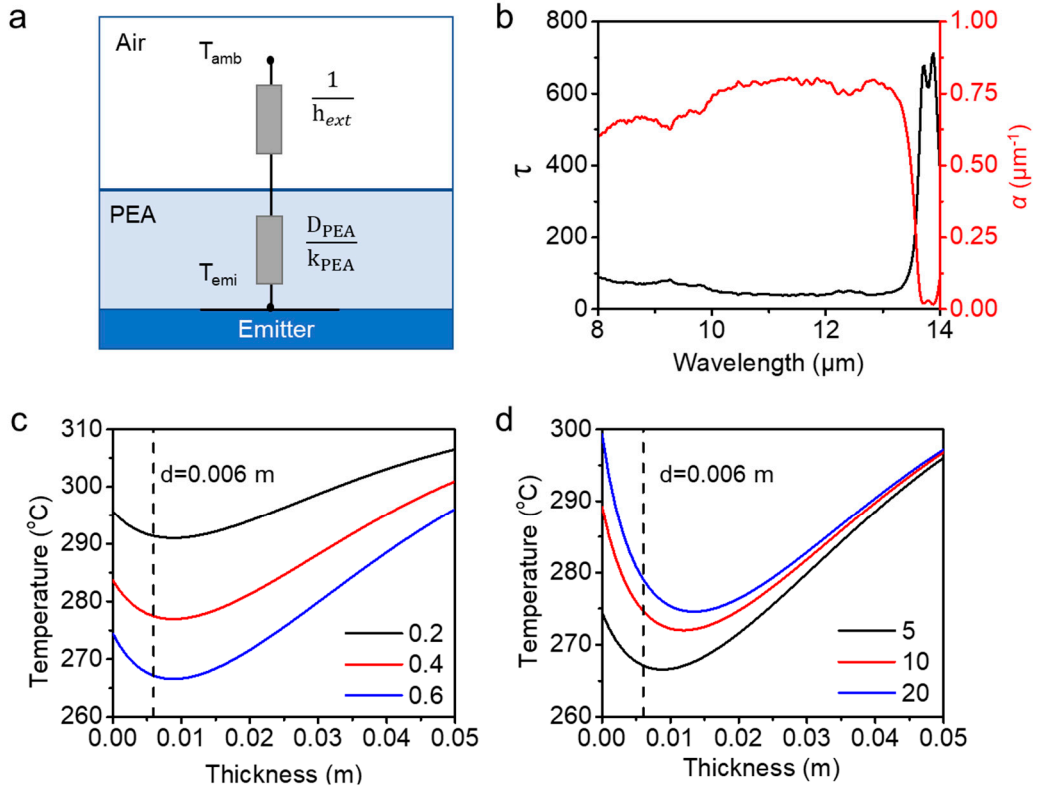 a
Air
T_amb
1
h_ext
PEA
D_PEA
k_PEA
T_emi
Emitter
b
800
600
400
200
0
τ
8
10
12
14
Wavelength (μm)
1.00
0.75
0.50
0.25
0.00
α (μm⁻¹)
c
310
300
290
280
270
260
Temperature (°C)
d=0.006 m
0.2
0.4
0.6
0.00 0.01 0.02 0.03 0.04 0.05
Thickness (m)
d
300
290
280
270
260
Temperature (°C)
d=0.006 m
5
10
20
0.00 0.01 0.02 0.03 0.04 0.05
Thickness (m)